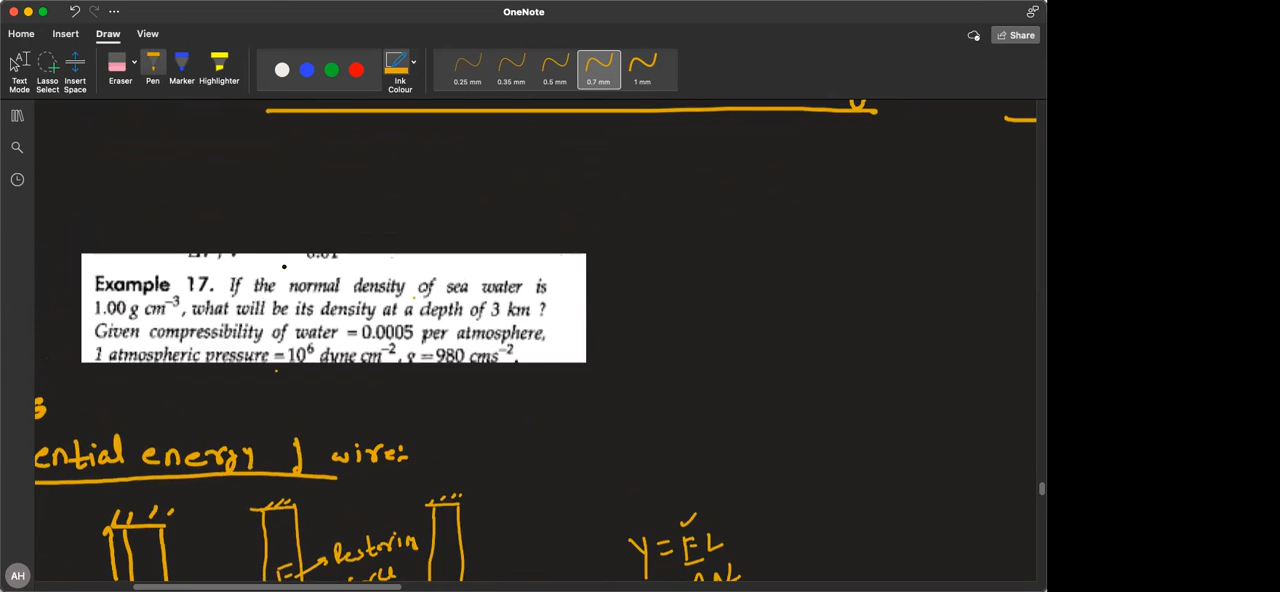 OneNote
Home Insert Draw View
Share
Text Mode
Lasso Select
Insert Space
Eraser
Pen
Marker
Highlighter
Ink Colour
0.25 mm
0.35 mm
0.5 mm
0.7 mm
1 mm
Example 17. If the normal density of sea water is
1.00 g cm⁻³, what will be its density at a depth of 3 km ?
Given compressibility of water = 0.0005 per atmosphere,
1 atmospheric pressure = 10⁶ dyne cm⁻², g = 980 cms⁻².
ential energy of wire:
Restoring
F
Y = FL
AH